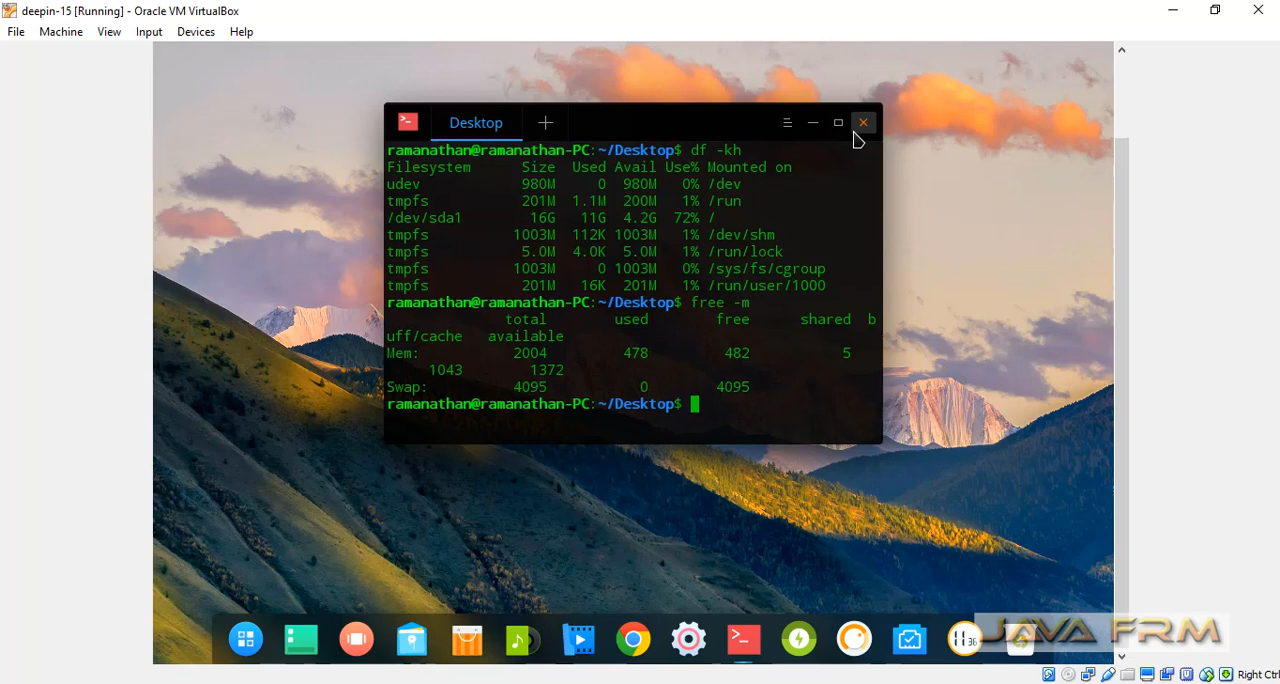 deepin-15 [Running] - Oracle VM VirtualBox
File Machine View Input Devices Help
Desktop
ramanathan@ramanathan-PC:~/Desktop$ df -kh
Filesystem Size Used Avail Use% Mounted on
udev 980M 0 980M 0% /dev
tmpfs 201M 1.1M 200M 1% /run
/dev/sda1 16G 11G 4.2G 72% /
tmpfs 1003M 112K 1003M 1% /dev/shm
tmpfs 5.0M 4.0K 5.0M 1% /run/lock
tmpfs 1003M 0 1003M 0% /sys/fs/cgroup
tmpfs 201M 16K 201M 1% /run/user/1000
ramanathan@ramanathan-PC:~/Desktop$ free -m
total used free shared b
uff/cache available
Mem: 2004 478 482 5
1043 1372
Swap: 4095 0 4095
ramanathan@ramanathan-PC:~/Desktop$
11 36
JAVA FRM
Right Ctrl